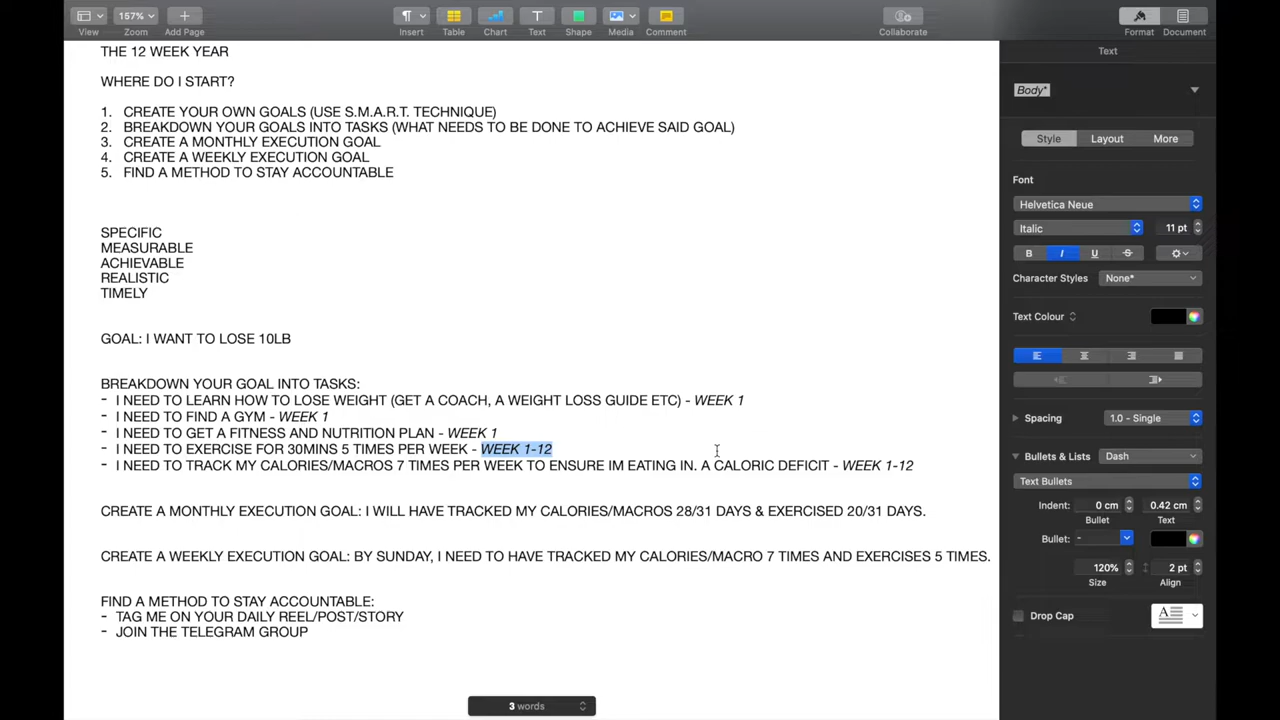 157%
View
Zoom
Add Page
Insert
Table
Chart
Text
Shape
Media
Comment
Collaborate
Format
Document
THE 12 WEEK YEAR
WHERE DO I START?
1. CREATE YOUR OWN GOALS (USE S.M.A.R.T. TECHNIQUE)
2. BREAKDOWN YOUR GOALS INTO TASKS (WHAT NEEDS TO BE DONE TO ACHIEVE SAID GOAL)
3. CREATE A MONTHLY EXECUTION GOAL
4. CREATE A WEEKLY EXECUTION GOAL
5. FIND A METHOD TO STAY ACCOUNTABLE
SPECIFIC
MEASURABLE
ACHIEVABLE
REALISTIC
TIMELY
GOAL: I WANT TO LOSE 10LB
BREAKDOWN YOUR GOAL INTO TASKS:
- I NEED TO LEARN HOW TO LOSE WEIGHT (GET A COACH, A WEIGHT LOSS GUIDE ETC) - WEEK 1
- I NEED TO FIND A GYM - WEEK 1
- I NEED TO GET A FITNESS AND NUTRITION PLAN - WEEK 1
- I NEED TO EXERCISE FOR 30MINS 5 TIMES PER WEEK - WEEK 1-12
- I NEED TO TRACK MY CALORIES/MACROS 7 TIMES PER WEEK TO ENSURE IM EATING IN. A CALORIC DEFICIT - WEEK 1-12
CREATE A MONTHLY EXECUTION GOAL: I WILL HAVE TRACKED MY CALORIES/MACROS 28/31 DAYS & EXERCISED 20/31 DAYS.
CREATE A WEEKLY EXECUTION GOAL: BY SUNDAY, I NEED TO HAVE TRACKED MY CALORIES/MACRO 7 TIMES AND EXERCISES 5 TIMES.
FIND A METHOD TO STAY ACCOUNTABLE:
- TAG ME ON YOUR DAILY REEL/POST/STORY
- JOIN THE TELEGRAM GROUP
3 words
Text
Body*
Style
Layout
More
Font
Helvetica Neue
Italic
11 pt
B I U S
Character Styles
None*
Text Colour
Spacing
1.0 - Single
Bullets & Lists
Dash
Text Bullets
Indent:
0 cm
0.42 cm
Bullet
Text
Bullet:
-
120%
2 pt
Size
Align
Drop Cap
A